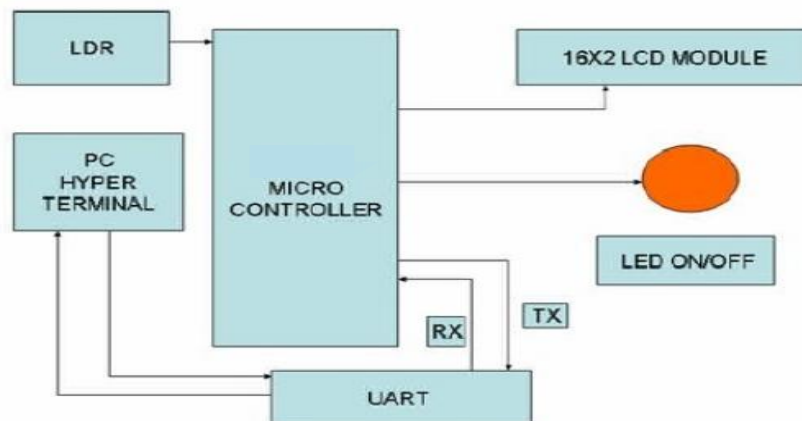 LDR
16X2 LCD MODULE
PC
HYPER
TERMINAL
MICRO
CONTROLLER
LED ON/OFF
RX
TX
UART